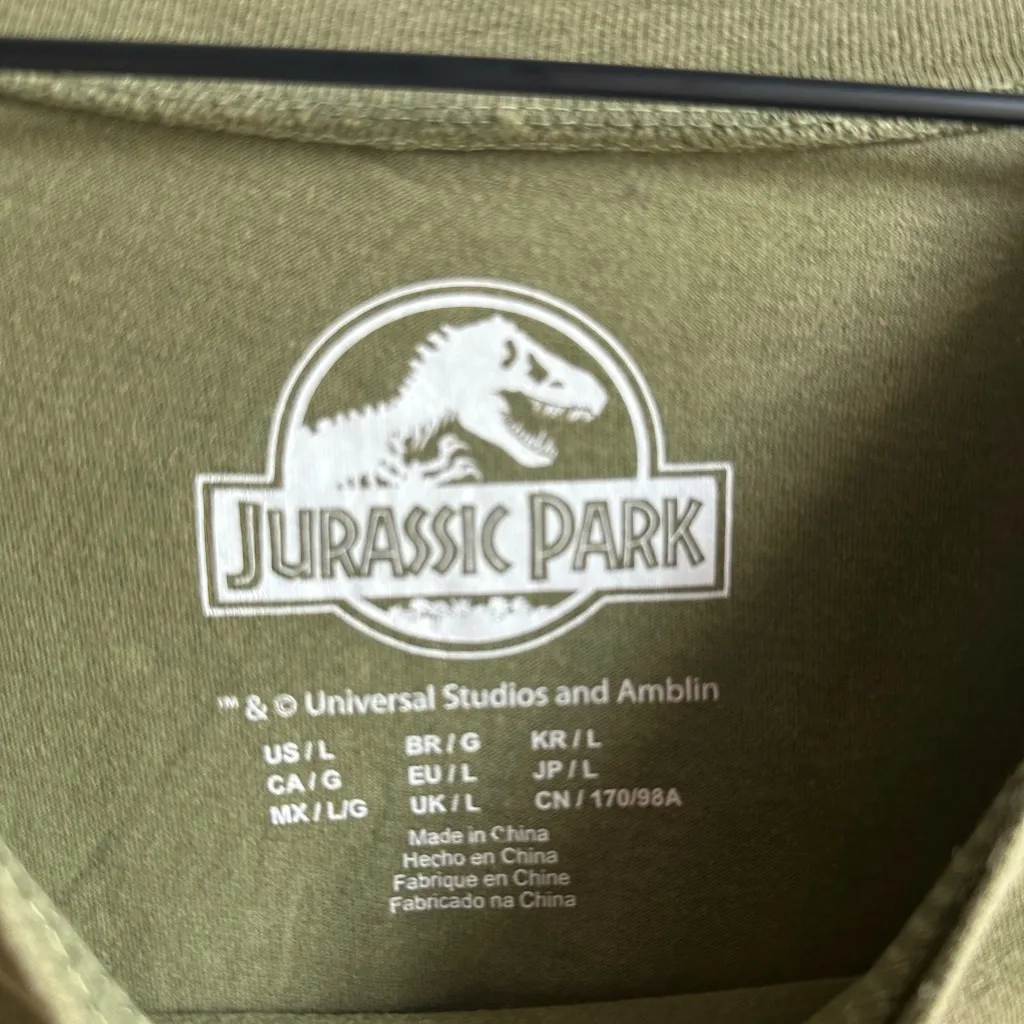 JURASSIC PARK
™ & © Universal Studios and Amblin
US / L BR / G KR / L
CA / G EU / L JP / L
MX / L/G UK / L CN / 170/98A
Made in China
Hecho en China
Fabrique en Chine
Fabricado na China